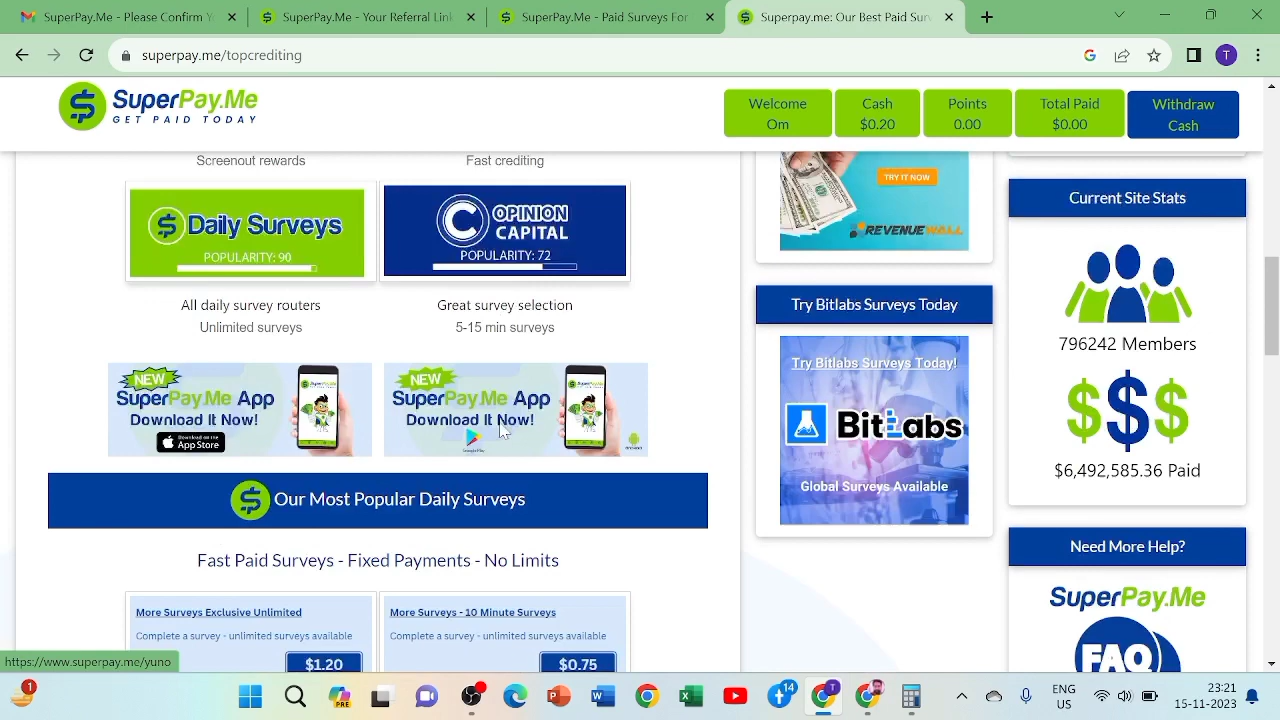 SuperPay.Me - Please Confirm Y
SuperPay.Me - Your Referral Link
SuperPay.Me - Paid Surveys For
Superpay.me: Our Best Paid Sur
superpay.me/topcrediting
T
SuperPay.Me
GET PAID TODAY
Welcome
Om
Cash
$0.20
Points
0.00
Total Paid
$0.00
Withdraw
Cash
Screenout rewards
Fast crediting
Daily Surveys
POPULARITY: 90
OPINION
CAPITAL
POPULARITY: 72
All daily survey routers
Unlimited surveys
Great survey selection
5-15 min surveys
NEW
SuperPay.Me App
Download It Now!
Download on the
App Store
NEW
SuperPay.Me App
Download It Now!
Our Most Popular Daily Surveys
Fast Paid Surveys - Fixed Payments - No Limits
More Surveys Exclusive Unlimited
Complete a survey - unlimited surveys available
$1.20
More Surveys - 10 Minute Surveys
Complete a survey - unlimited surveys available
$0.75
TRY IT NOW
REVENUEWALL
Try Bitlabs Surveys Today
Try Bitlabs Surveys Today!
BitLabs
Global Surveys Available
Current Site Stats
796242 Members
$6,492,585.36 Paid
Need More Help?
SuperPay.Me
FAQ
https://www.superpay.me/yuno
1
PRE
14
T
ENG
US
23:21
15-11-2023